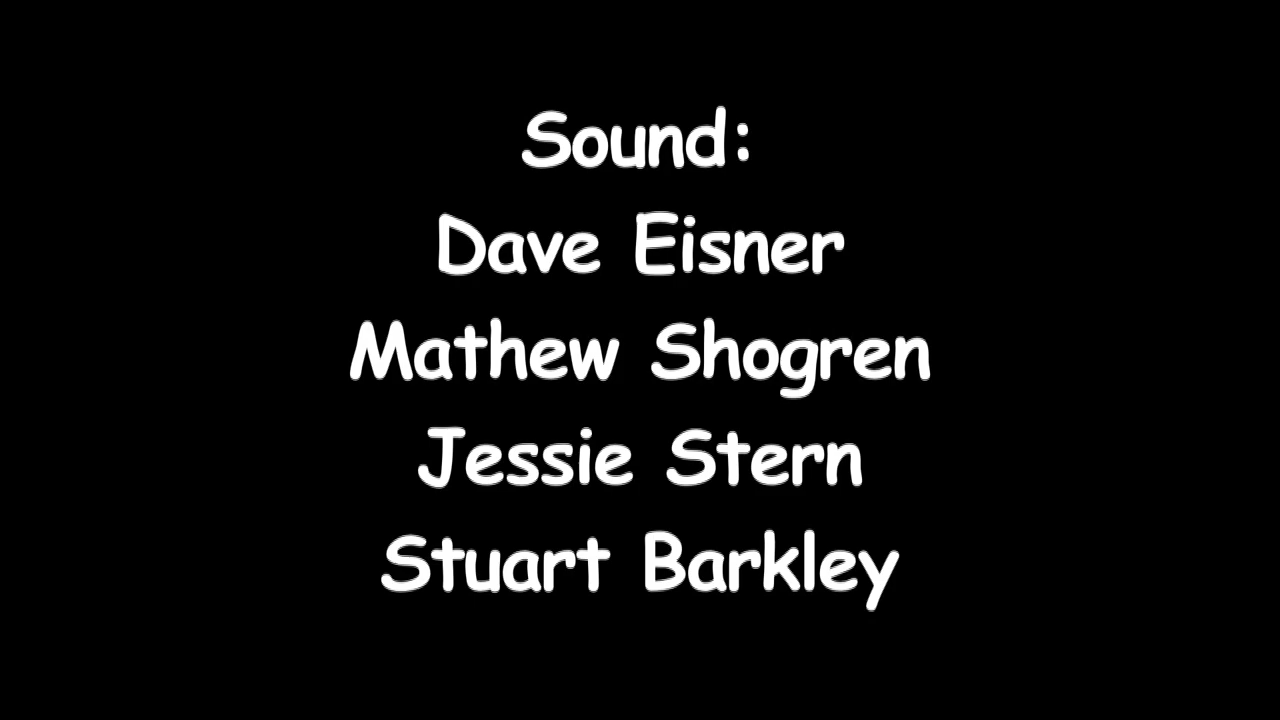 Sound:
Dave Eisner
Mathew Shogren
Jessie Stern
Stuart Barkley